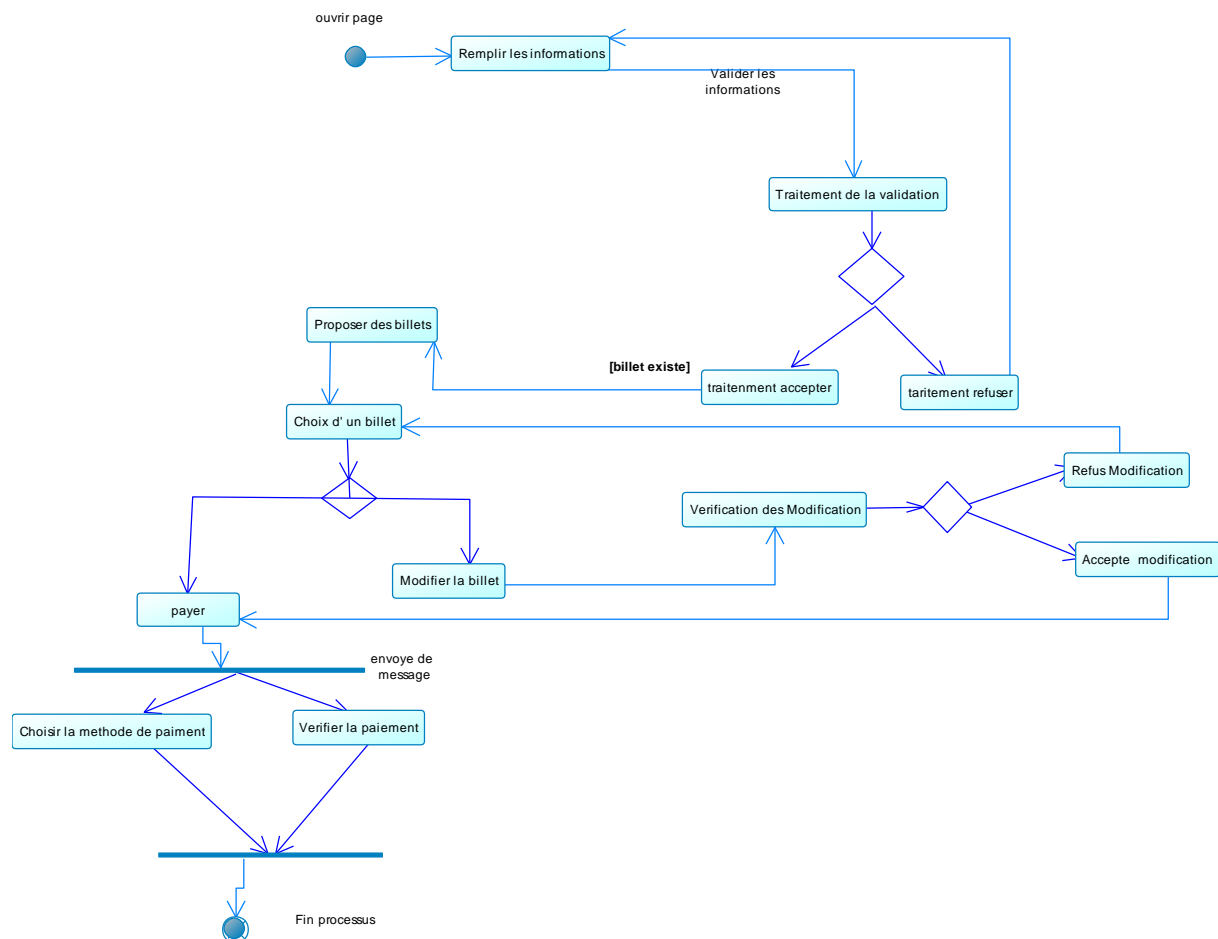 ouvrir page
Remplir les informations
Valider les
informations
Traitement de la validation
Proposer des billets
[billet existe]
traitenment accepter
taritement refuser
Choix d' un billet
Refus Modification
Verification des Modification
Accepte modification
Modifier la billet
payer
envoye de
message
Choisir la methode de paiment
Verifier la paiement
Fin processus